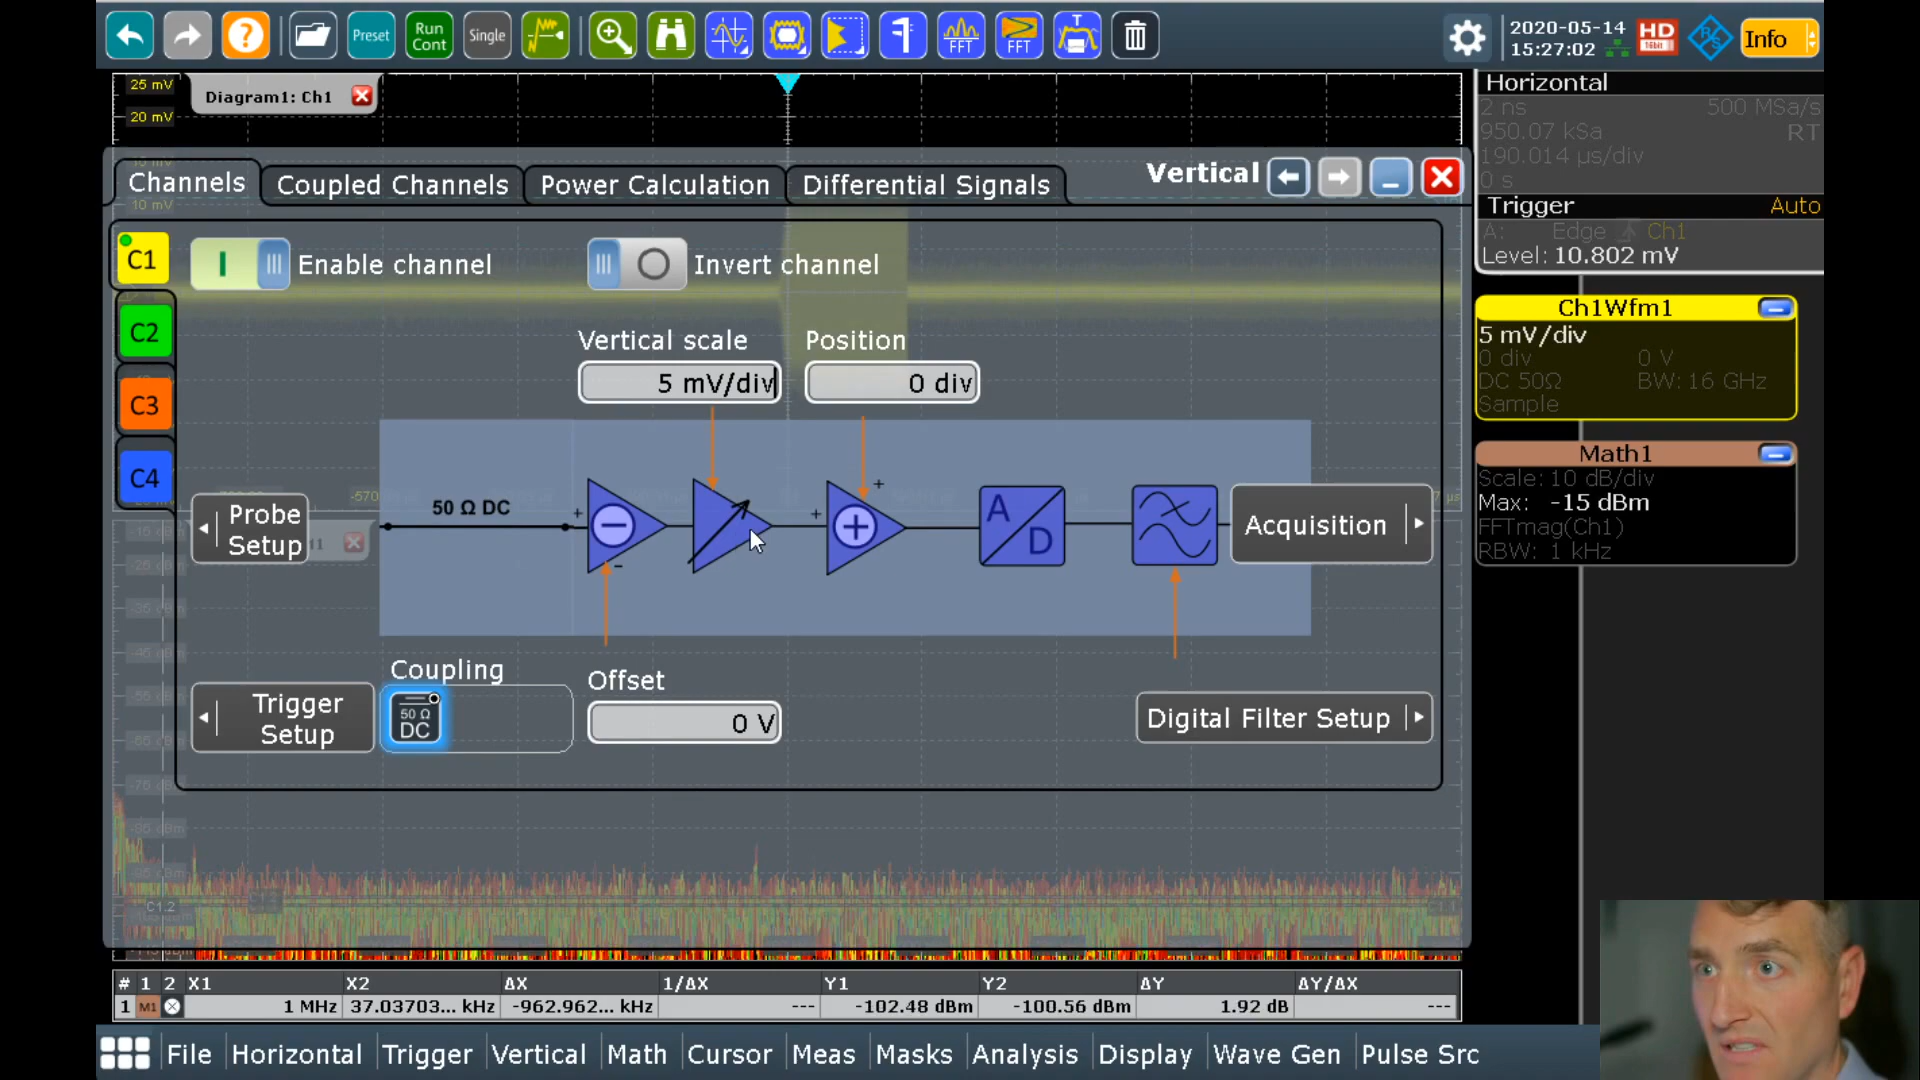 Preset
Run
Cont
Single
FFT
FFT
T
2020-05-14
15:27:02
HD
16bit
R&S
Info
25 mV
20 mV
10 mV
Diagram1: Ch1
Channels
Coupled Channels
Power Calculation
Differential Signals
Vertical
C1
C2
C3
C4
Enable channel
Invert channel
Vertical scale
5 mV/div
Position
0 div
Probe
Setup
50 Ω DC
+
-
+
+
A
D
Acquisition
Trigger
Setup
Coupling
50 Ω
DC
Offset
0 V
Digital Filter Setup
C1.2
Horizontal
2 ns 500 MSa/s
950.07 kSa RT
190.014 µs/div
0 s
Trigger Auto
A: Edge Ch1
Level: 10.802 mV
Ch1Wfm1
5 mV/div
0 div 0 V
DC 50Ω BW: 16 GHz
Sample
Math1
Scale: 10 dB/div
Max: -15 dBm
FFTmag(Ch1)
RBW: 1 kHz
# 1 2 X1 X2 ΔX 1/ΔX Y1 Y2 ΔY ΔY/ΔX
1 M1 1 MHz 37.03703... kHz -962.962... kHz --- -102.48 dBm -100.56 dBm 1.92 dB ---
File Horizontal Trigger Vertical Math Cursor Meas Masks Analysis Display Wave Gen Pulse Src